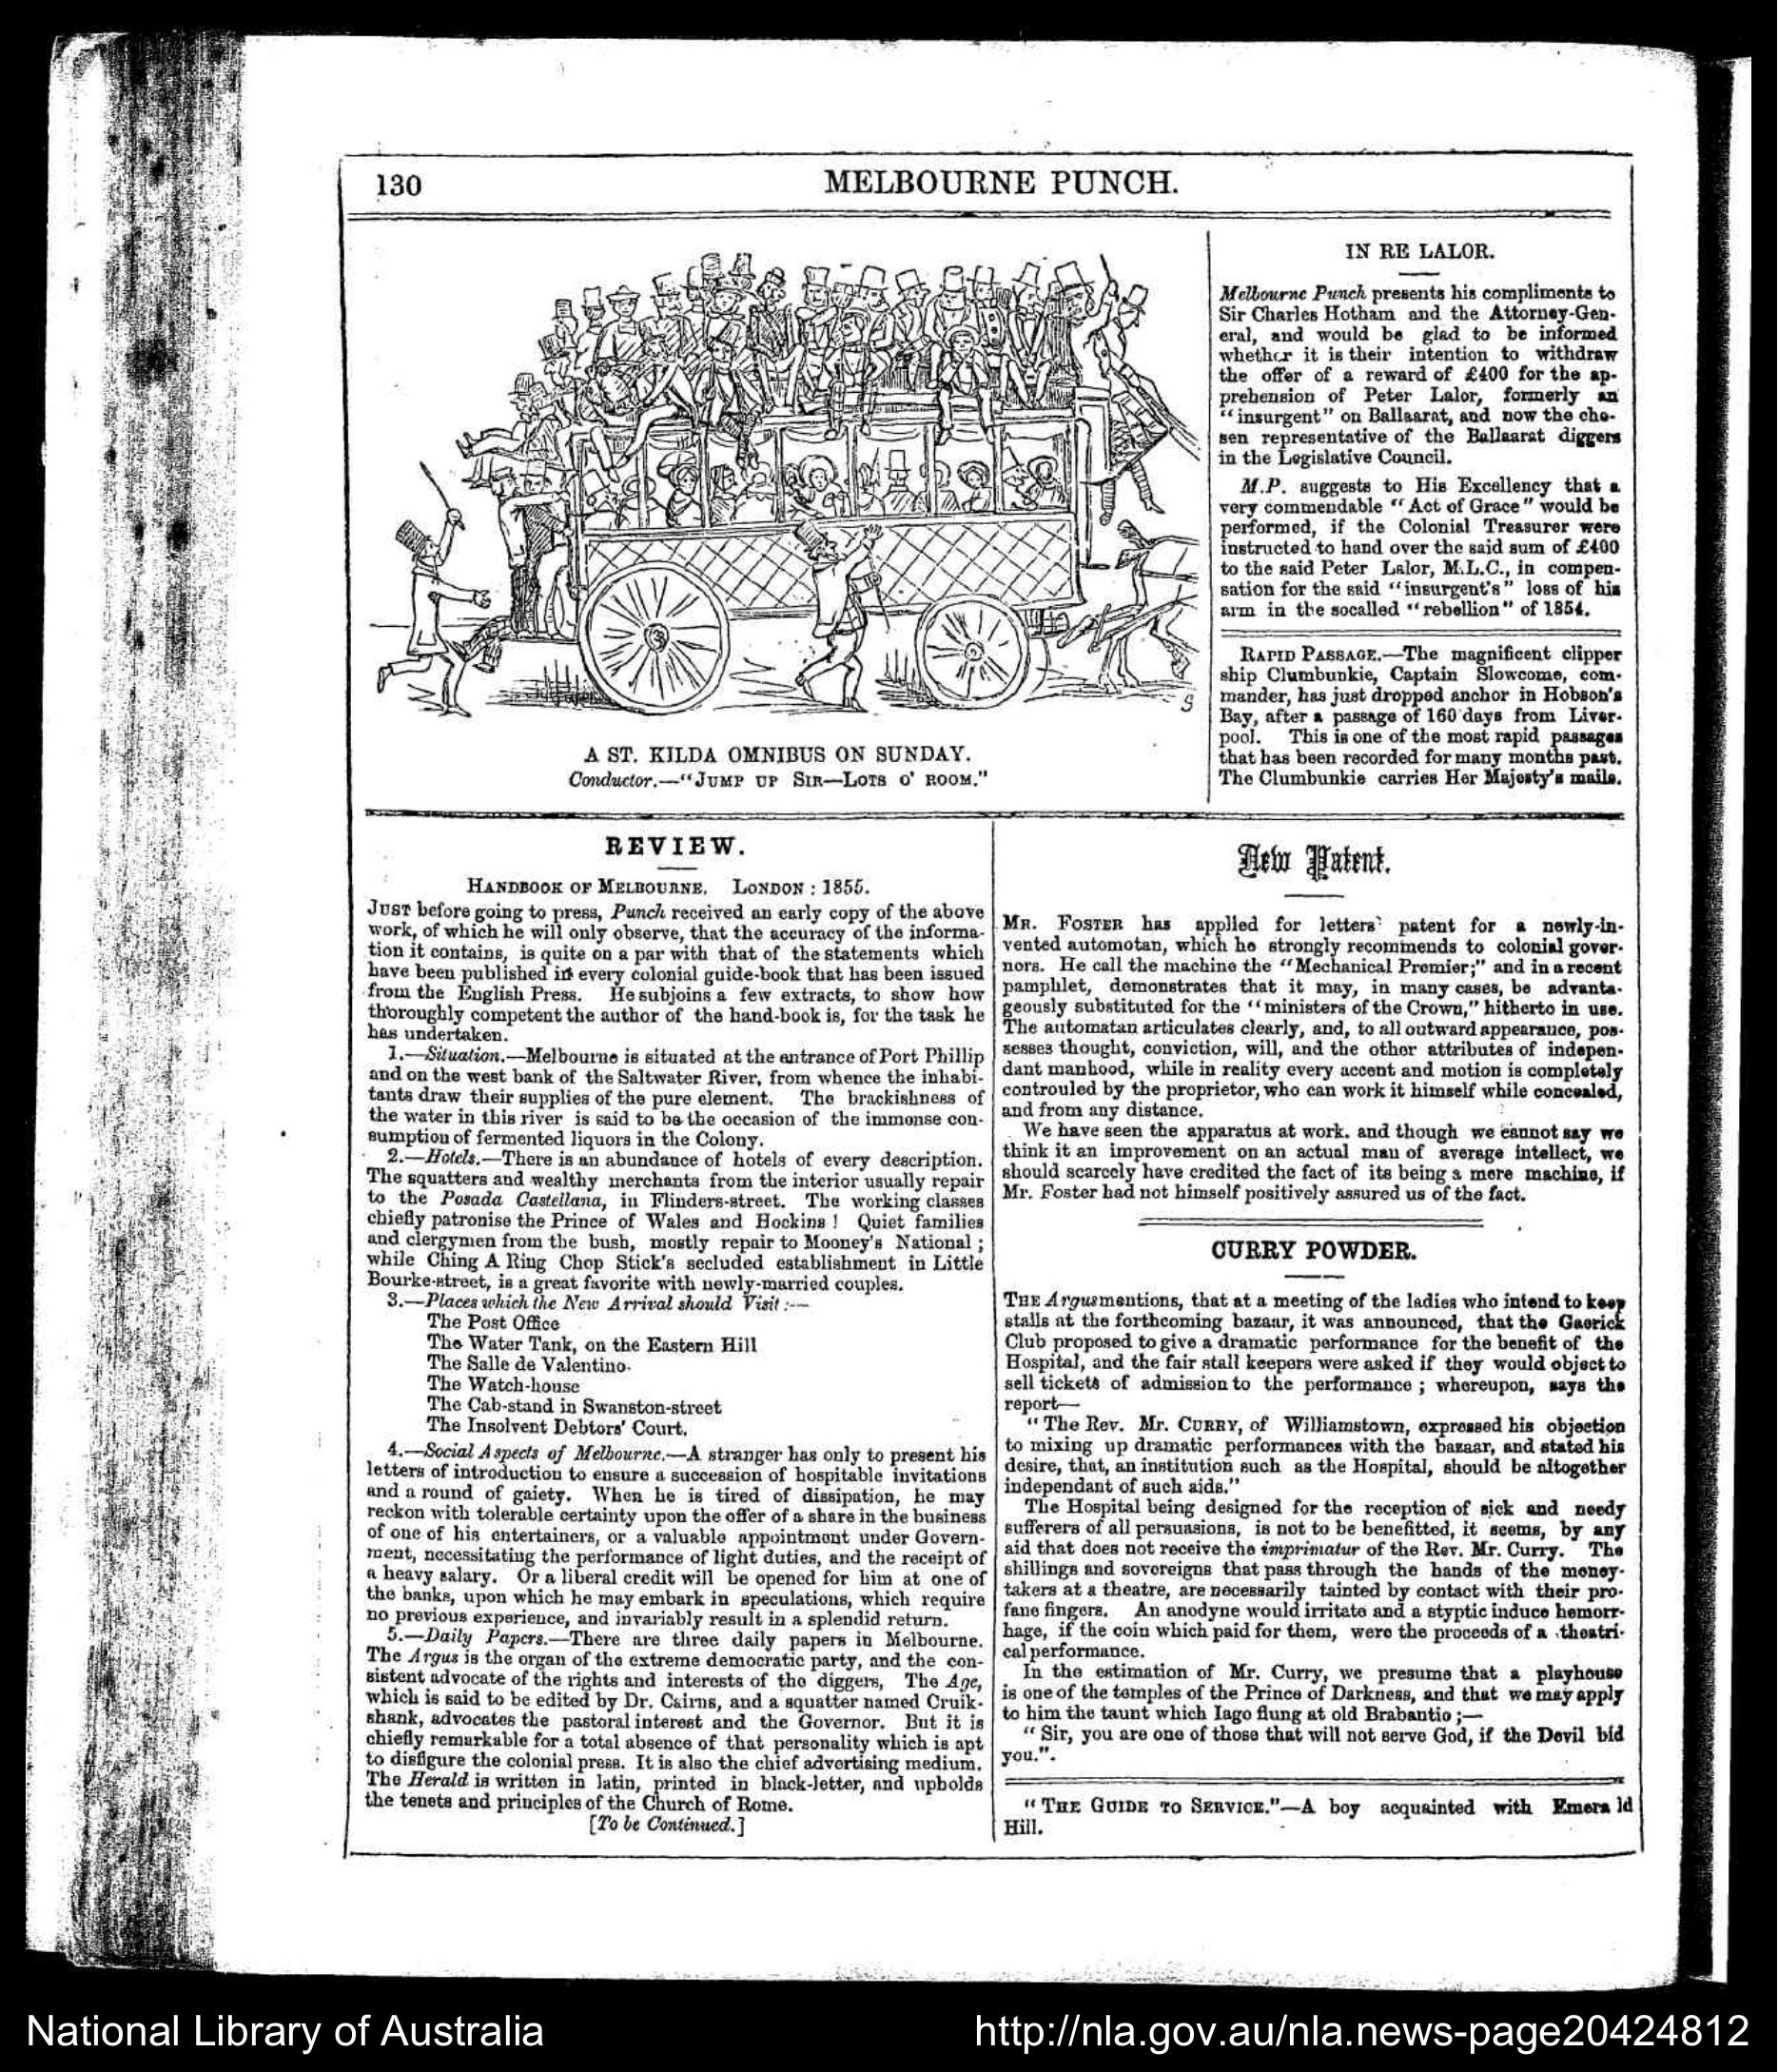 130
MELBOURNE PUNCH.
A ST. KILDA OMNIBUS ON SUNDAY.
Conductor.—"JUMP UP SIR—LOTS O' ROOM."
IN RE LALOR.
Melbourne Punch presents his compliments to
Sir Charles Hotham and the Attorney-Gen-
eral, and would be glad to be informed
whether it is their intention to withdraw
the offer of a reward of £400 for the ap-
prehension of Peter Lalor, formerly an
"insurgent" on Ballaarat, and now the cho-
sen representative of the Ballaarat diggers
in the Legislative Council.
M.P. suggests to His Excellency that a
very commendable "Act of Grace" would be
performed, if the Colonial Treasurer were
instructed to hand over the said sum of £400
to the said Peter Lalor, M.L.C., in compen-
sation for the said "insurgent's" loss of his
arm in the socalled "rebellion" of 1854.
RAPID PASSAGE.—The magnificent clipper
ship Clumbunkie, Captain Slowcome, com-
mander, has just dropped anchor in Hobson's
Bay, after a passage of 160 days from Liver-
pool. This is one of the most rapid passages
that has been recorded for many months past.
The Clumbunkie carries Her Majesty's mails.
REVIEW.
HANDBOOK OF MELBOURNE. LONDON : 1855.
JUST before going to press, Punch received an early copy of the above
work, of which he will only observe, that the accuracy of the informa-
tion it contains, is quite on a par with that of the statements which
have been published in every colonial guide-book that has been issued
from the English Press. He subjoins a few extracts, to show how
thoroughly competent the author of the hand-book is, for the task he
has undertaken.
1.—Situation.—Melbourne is situated at the entrance of Port Phillip
and on the west bank of the Saltwater River, from whence the inhabi-
tants draw their supplies of the pure element. The brackishness of
the water in this river is said to be the occasion of the immense con-
sumption of fermented liquors in the Colony.
2.—Hotels.—There is an abundance of hotels of every description.
The squatters and wealthy merchants from the interior usually repair
to the Posada Castellana, in Flinders-street. The working classes
chiefly patronise the Prince of Wales and Hockins ! Quiet families
and clergymen from the bush, mostly repair to Mooney's National ;
while Ching A Ring Chop Stick's secluded establishment in Little
Bourke-street, is a great favorite with newly-married couples.
3.—Places which the New Arrival should Visit :—
The Post Office
The Water Tank, on the Eastern Hill
The Salle de Valentino.
The Watch-house
The Cab-stand in Swanston-street
The Insolvent Debtors' Court.
4.—Social Aspects of Melbourne.—A stranger has only to present his
letters of introduction to ensure a succession of hospitable invitations
and a round of gaiety. When he is tired of dissipation, he may
reckon with tolerable certainty upon the offer of a share in the business
of one of his entertainers, or a valuable appointment under Govern-
ment, necessitating the performance of light duties, and the receipt of
a heavy salary. Or a liberal credit will be opened for him at one of
the banks, upon which he may embark in speculations, which require
no previous experience, and invariably result in a splendid return.
5.—Daily Papers.—There are three daily papers in Melbourne.
The Argus is the organ of the extreme democratic party, and the con-
sistent advocate of the rights and interests of the diggers, The Age,
which is said to be edited by Dr. Cairns, and a squatter named Cruik-
shank, advocates the pastoral interest and the Governor. But it is
chiefly remarkable for a total absence of that personality which is apt
to disfigure the colonial press. It is also the chief advertising medium.
The Herald is written in latin, printed in black-letter, and upholds
the tenets and principles of the Church of Rome.
[To be Continued.]
New Patent.
MR. FOSTER has applied for letters' patent for a newly-in-
vented automotan, which he strongly recommends to colonial gover-
nors. He call the machine the "Mechanical Premier;" and in a recent
pamphlet, demonstrates that it may, in many cases, be advanta-
geously substituted for the "ministers of the Crown," hitherto in use.
The automatan articulates clearly, and, to all outward appearance, pos-
sesses thought, conviction, will, and the other attributes of indepen-
dant manhood, while in reality every accent and motion is completely
controuled by the proprietor, who can work it himself while concealed,
and from any distance.
We have seen the apparatus at work. and though we cannot say we
think it an improvement on an actual man of average intellect, we
should scarcely have credited the fact of its being a mere machine, if
Mr. Foster had not himself positively assured us of the fact.
CURRY POWDER.
THE Argus mentions, that at a meeting of the ladies who intend to keep
stalls at the forthcoming bazaar, it was announced, that the Gaerick
Club proposed to give a dramatic performance for the benefit of the
Hospital, and the fair stall keepers were asked if they would object to
sell tickets of admission to the performance ; whereupon, says the
report—
"The Rev. Mr. CURRY, of Williamstown, expressed his objection
to mixing up dramatic performances with the bazaar, and stated his
desire, that, an institution such as the Hospital, should be altogether
independant of such aids."
The Hospital being designed for the reception of sick and needy
sufferers of all persuasions, is not to be benefitted, it seems, by any
aid that does not receive the imprimatur of the Rev. Mr. Curry. The
shillings and sovereigns that pass through the hands of the money-
takers at a theatre, are necessarily tainted by contact with their pro-
fane fingers. An anodyne would irritate and a styptic induce hemorr-
hage, if the coin which paid for them, were the proceeds of a theatri-
cal performance.
In the estimation of Mr. Curry, we presume that a playhouse
is one of the temples of the Prince of Darkness, and that we may apply
to him the taunt which Iago flung at old Brabantio ;—
"Sir, you are one of those that will not serve God, if the Devil bid
you.".
"THE GUIDE TO SERVICE."—A boy acquainted with Emera ld
Hill.
National Library of Australia
http://nla.gov.au/nla.news-page20424812